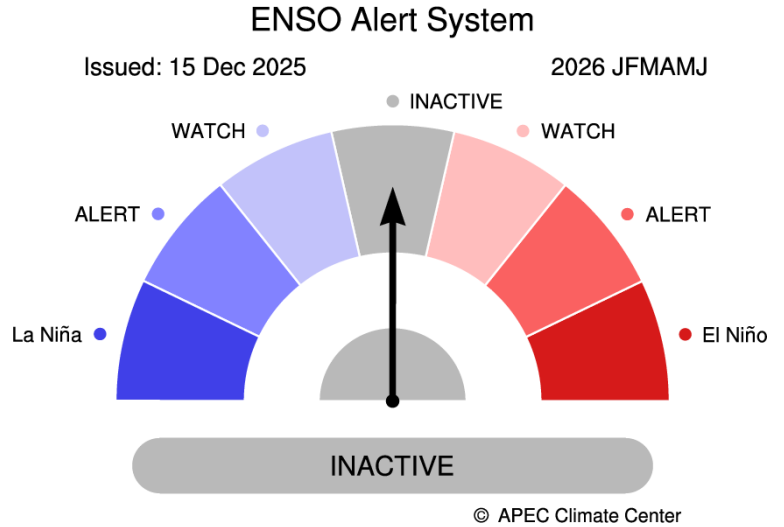 ENSO Alert System
Issued: 15 Dec 2025
2026 JFMAMJ
INACTIVE
WATCH
WATCH
ALERT
ALERT
La Niña
El Niño
INACTIVE
© APEC Climate Center